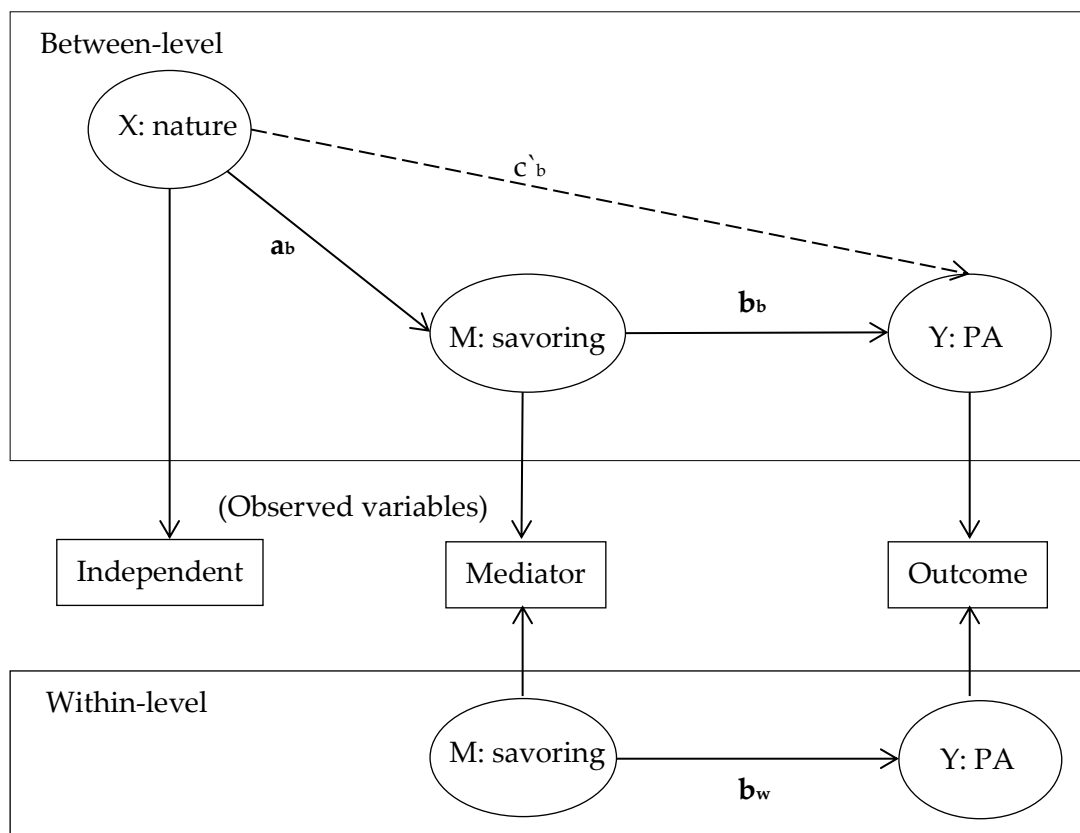 Between-level
X: nature
c`b
ab
bb
M: savoring
Y: PA
(Observed variables)
Independent
Mediator
Outcome
Within-level
M: savoring
Y: PA
bw